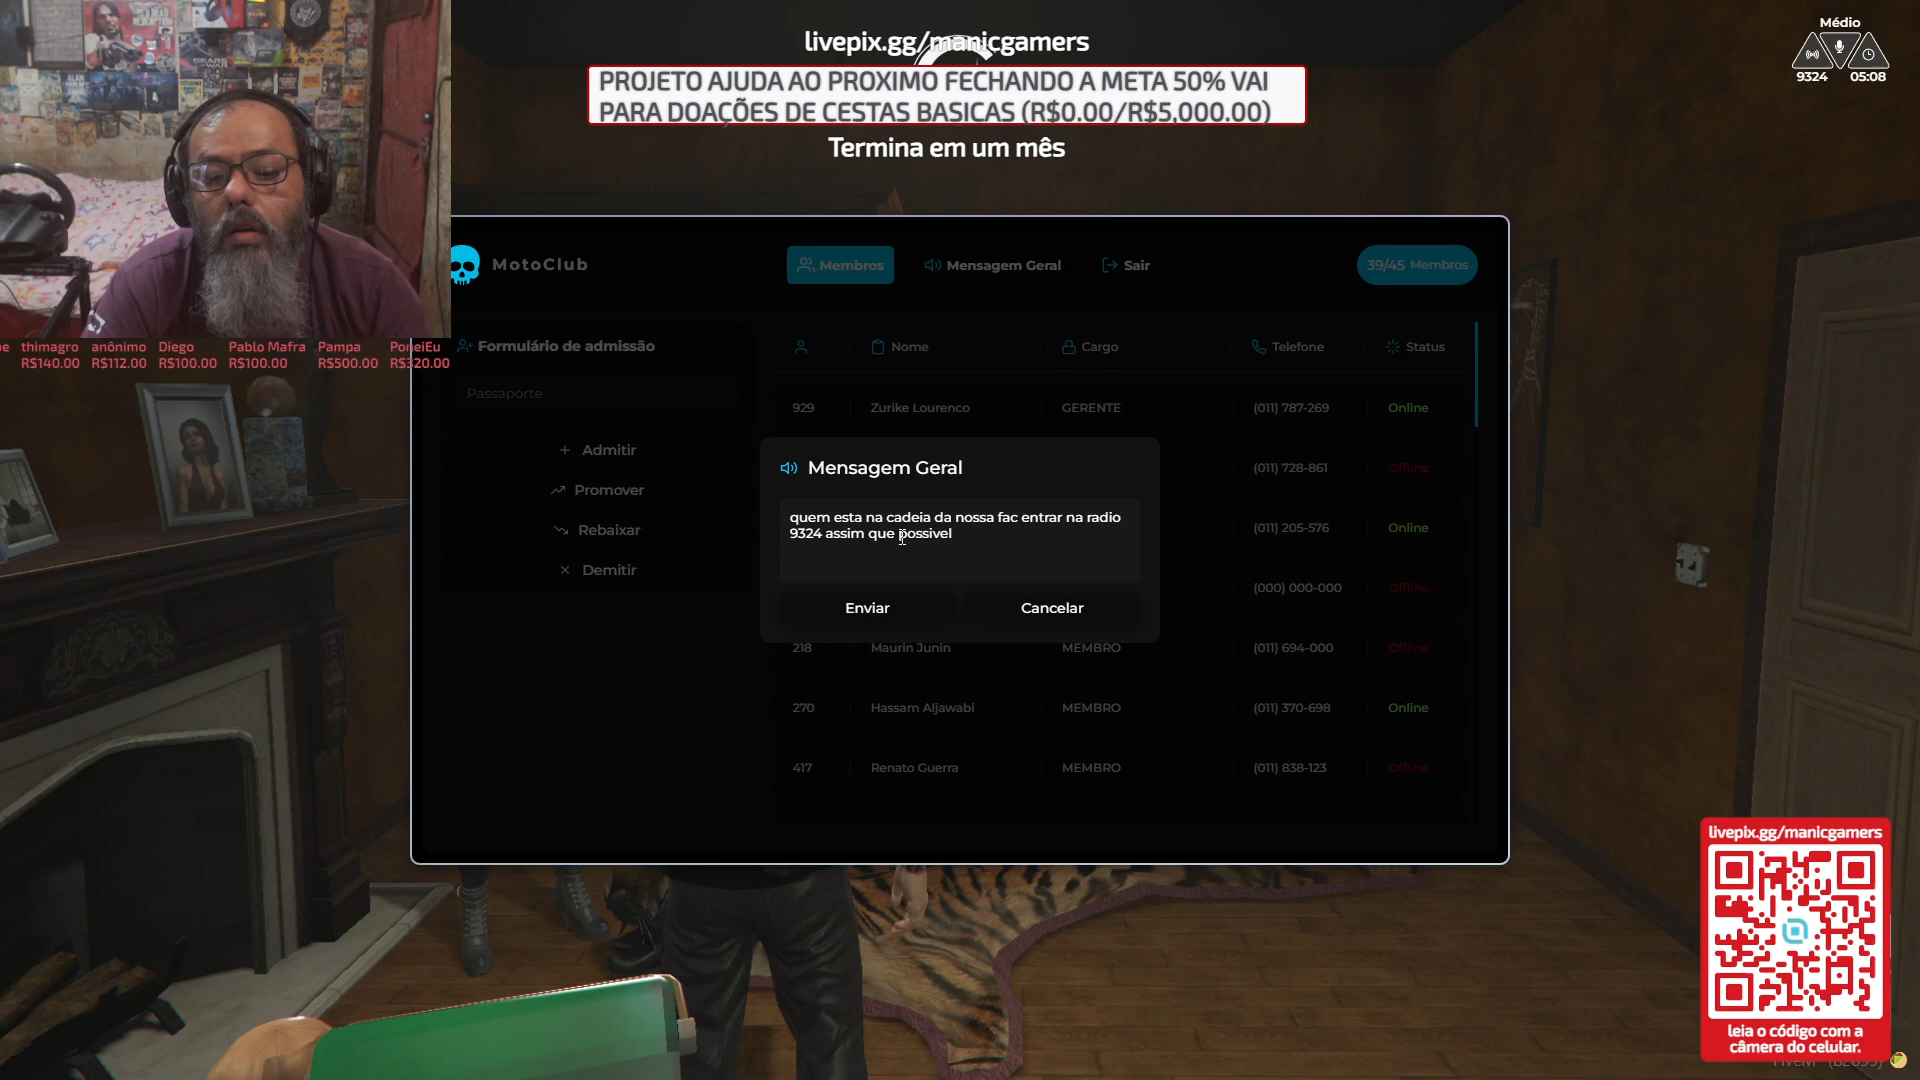 livepix.gg/manicgamers
PROJETO AJUDA AO PROXIMO FECHANDO A META 50% VAI
PARA DOAÇÕES DE CESTAS BASICAS (R$0.00/R$5,000.00)
Termina em um mês
Médio
9324
05:08
MotoClub
Membros
Mensagem Geral
Sair
39/45 Membros
thimagro
R$140.00
anônimo
R$112.00
Diego
R$100.00
Pablo Mafra
R$100.00
Pampa
R$500.00
PoneiEu
R$320.00
Formulário de admissão
Passaporte
Admitir
Promover
Rebaixar
Demitir
Nome
Cargo
Telefone
Status
929 Zurike Lourenco GERENTE (011) 787-269 Online
(011) 728-861 Offline
(011) 205-576 Online
(000) 000-000 Offline
218 Maurin Junin MEMBRO (011) 694-000 Offline
270 Hassam Aljawabi MEMBRO (011) 370-698 Online
417 Renato Guerra MEMBRO (011) 838-123 Offline
Mensagem Geral
quem esta na cadeia da nossa fac entrar na radio
9324 assim que possivel
Enviar
Cancelar
livepix.gg/manicgamers
leia o código com a
câmera do celular.